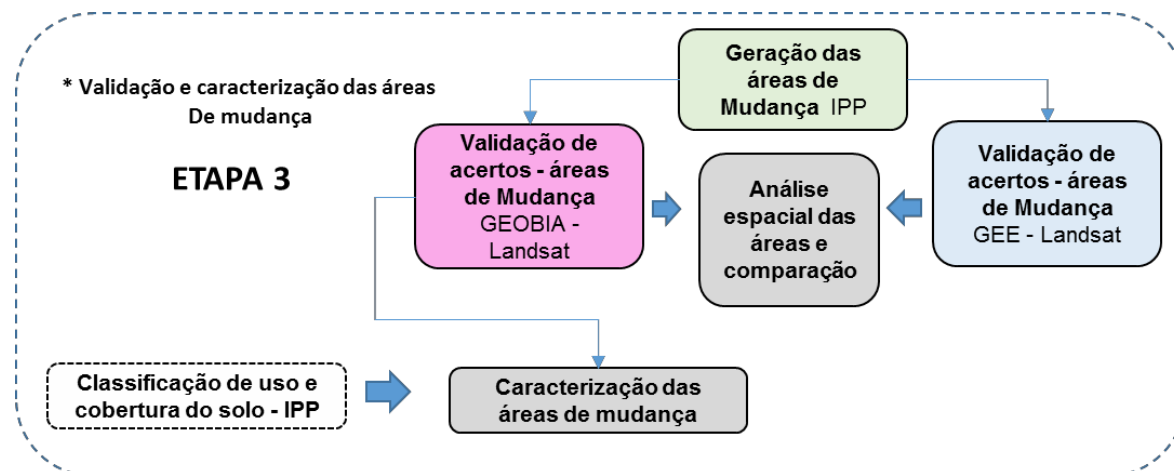 * Validação e caracterização das áreas
De mudança
ETAPA 3
Geração das
áreas de
Mudança IPP
Validação de
acertos - áreas
de Mudança
GEOBIA -
Landsat
Análise
espacial das
áreas e
comparação
Validação de
acertos - áreas
de Mudança
GEE - Landsat
Classificação de uso e
cobertura do solo - IPP
Caracterização das
áreas de mudança